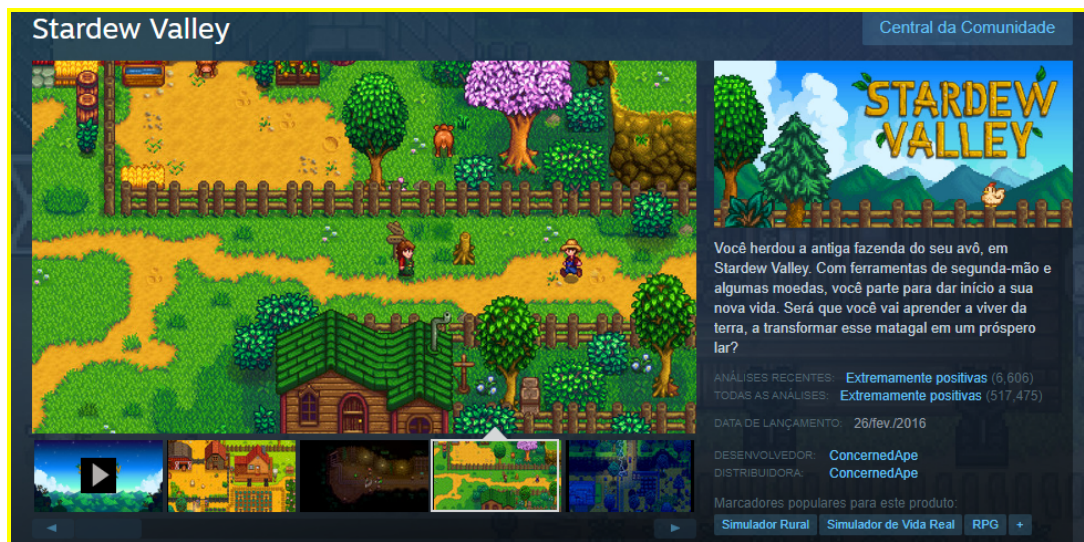 Stardew Valley
Central da Comunidade
STARDEW
VALLEY
Você herdou a antiga fazenda do seu avô, em
Stardew Valley. Com ferramentas de segunda-mão e
algumas moedas, você parte para dar início a sua
nova vida. Será que você vai aprender a viver da
terra, a transformar esse matagal em um próspero
lar?
ANÁLISES RECENTES: Extremamente positivas (6,606)
TODAS AS ANÁLISES: Extremamente positivas (517,475)
DATA DE LANÇAMENTO: 26/fev./2016
DESENVOLVEDOR: ConcernedApe
DISTRIBUIDORA: ConcernedApe
Marcadores populares para este produto:
Simulador Rural Simulador de Vida Real RPG +